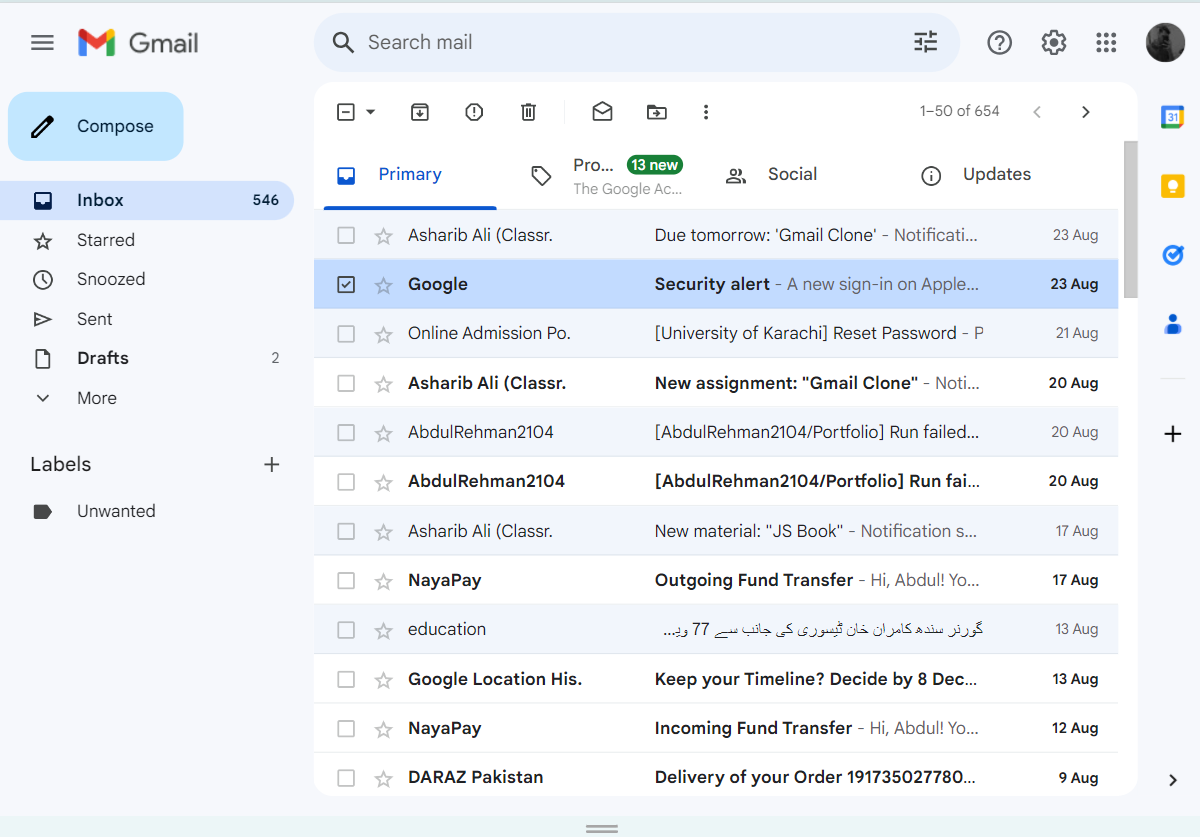 Gmail
Search mail
Compose
1–50 of 654
31
Primary
Pro... 13 new
The Google Ac...
Social
Updates
Inbox 546
Starred
Snoozed
Sent
Drafts 2
More
Labels
Unwanted
Asharib Ali (Classr. Due tomorrow: 'Gmail Clone' - Notificati... 23 Aug
Google Security alert - A new sign-in on Apple... 23 Aug
Online Admission Po. [University of Karachi] Reset Password - P 21 Aug
Asharib Ali (Classr. New assignment: "Gmail Clone" - Noti... 20 Aug
AbdulRehman2104 [AbdulRehman2104/Portfolio] Run failed... 20 Aug
AbdulRehman2104 [AbdulRehman2104/Portfolio] Run fai... 20 Aug
Asharib Ali (Classr. New material: "JS Book" - Notification s... 17 Aug
NayaPay Outgoing Fund Transfer - Hi, Abdul! Yo... 17 Aug
education گورنر سندھ کامران خان ٹیسوری کی جانب سے 77 وی... 13 Aug
Google Location His. Keep your Timeline? Decide by 8 Dec... 13 Aug
NayaPay Incoming Fund Transfer - Hi, Abdul! Yo... 12 Aug
DARAZ Pakistan Delivery of your Order 191735027780... 9 Aug